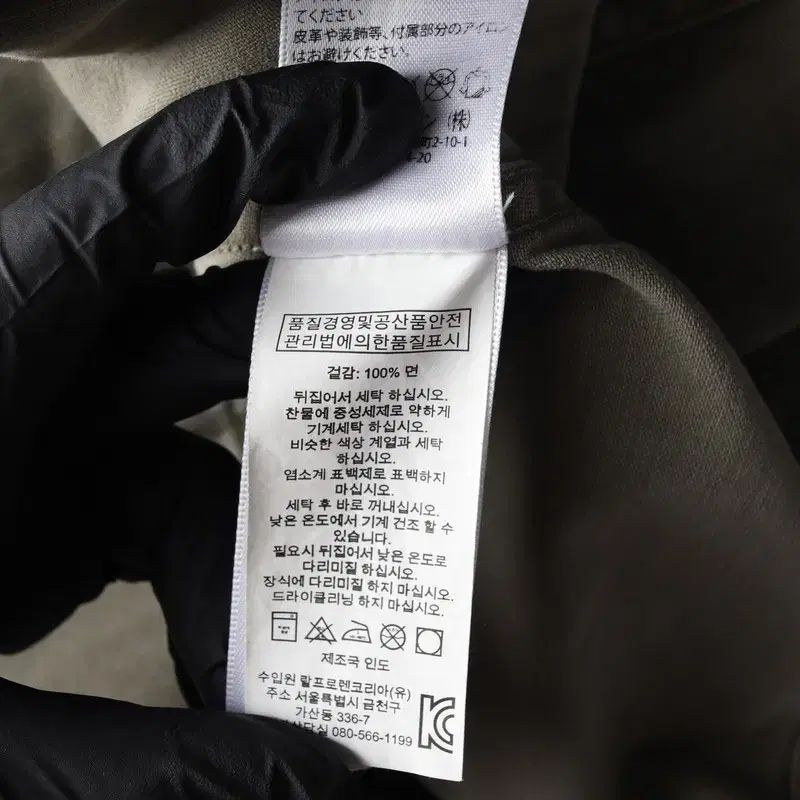 てください
皮革や装飾等、付属部分のアイロン
はお避けください。
ン (株)
町2-10-1
-20
품질경영및공산품안전
관리법에의한품질표시
겉감: 100% 면
뒤집어서 세탁 하십시오.
찬물에 중성세제로 약하게
기계세탁 하십시오.
비슷한 색상 계열과 세탁
하십시오.
염소계 표백제로 표백하지
마십시오.
세탁 후 바로 꺼내십시오.
낮은 온도에서 기계 건조 할 수
있습니다.
필요시 뒤집어서 낮은 온도로
다리미질 하십시오.
장식에 다리미질 하지 마십시오.
드라이클리닝 하지 마십시오.
제조국 인도
수입원 랄프로렌코리아(유)
주소 서울특별시 금천구
가산동 336-7
상담실 080-566-1199